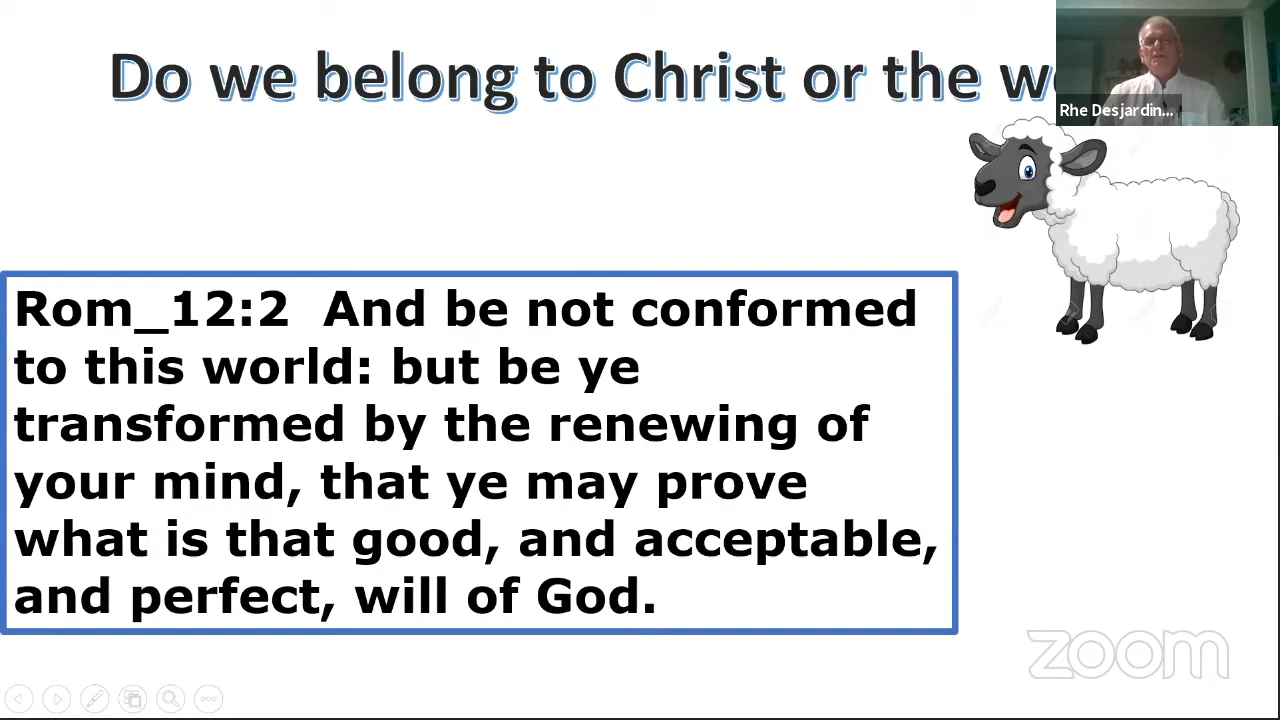 Do we belong to Christ or the
Rhe Desjardin...
Rom_12:2 And be not conformed
to this world: but be ye
transformed by the renewing of
your mind, that ye may prove
what is that good, and acceptable,
and perfect, will of God.
zoom